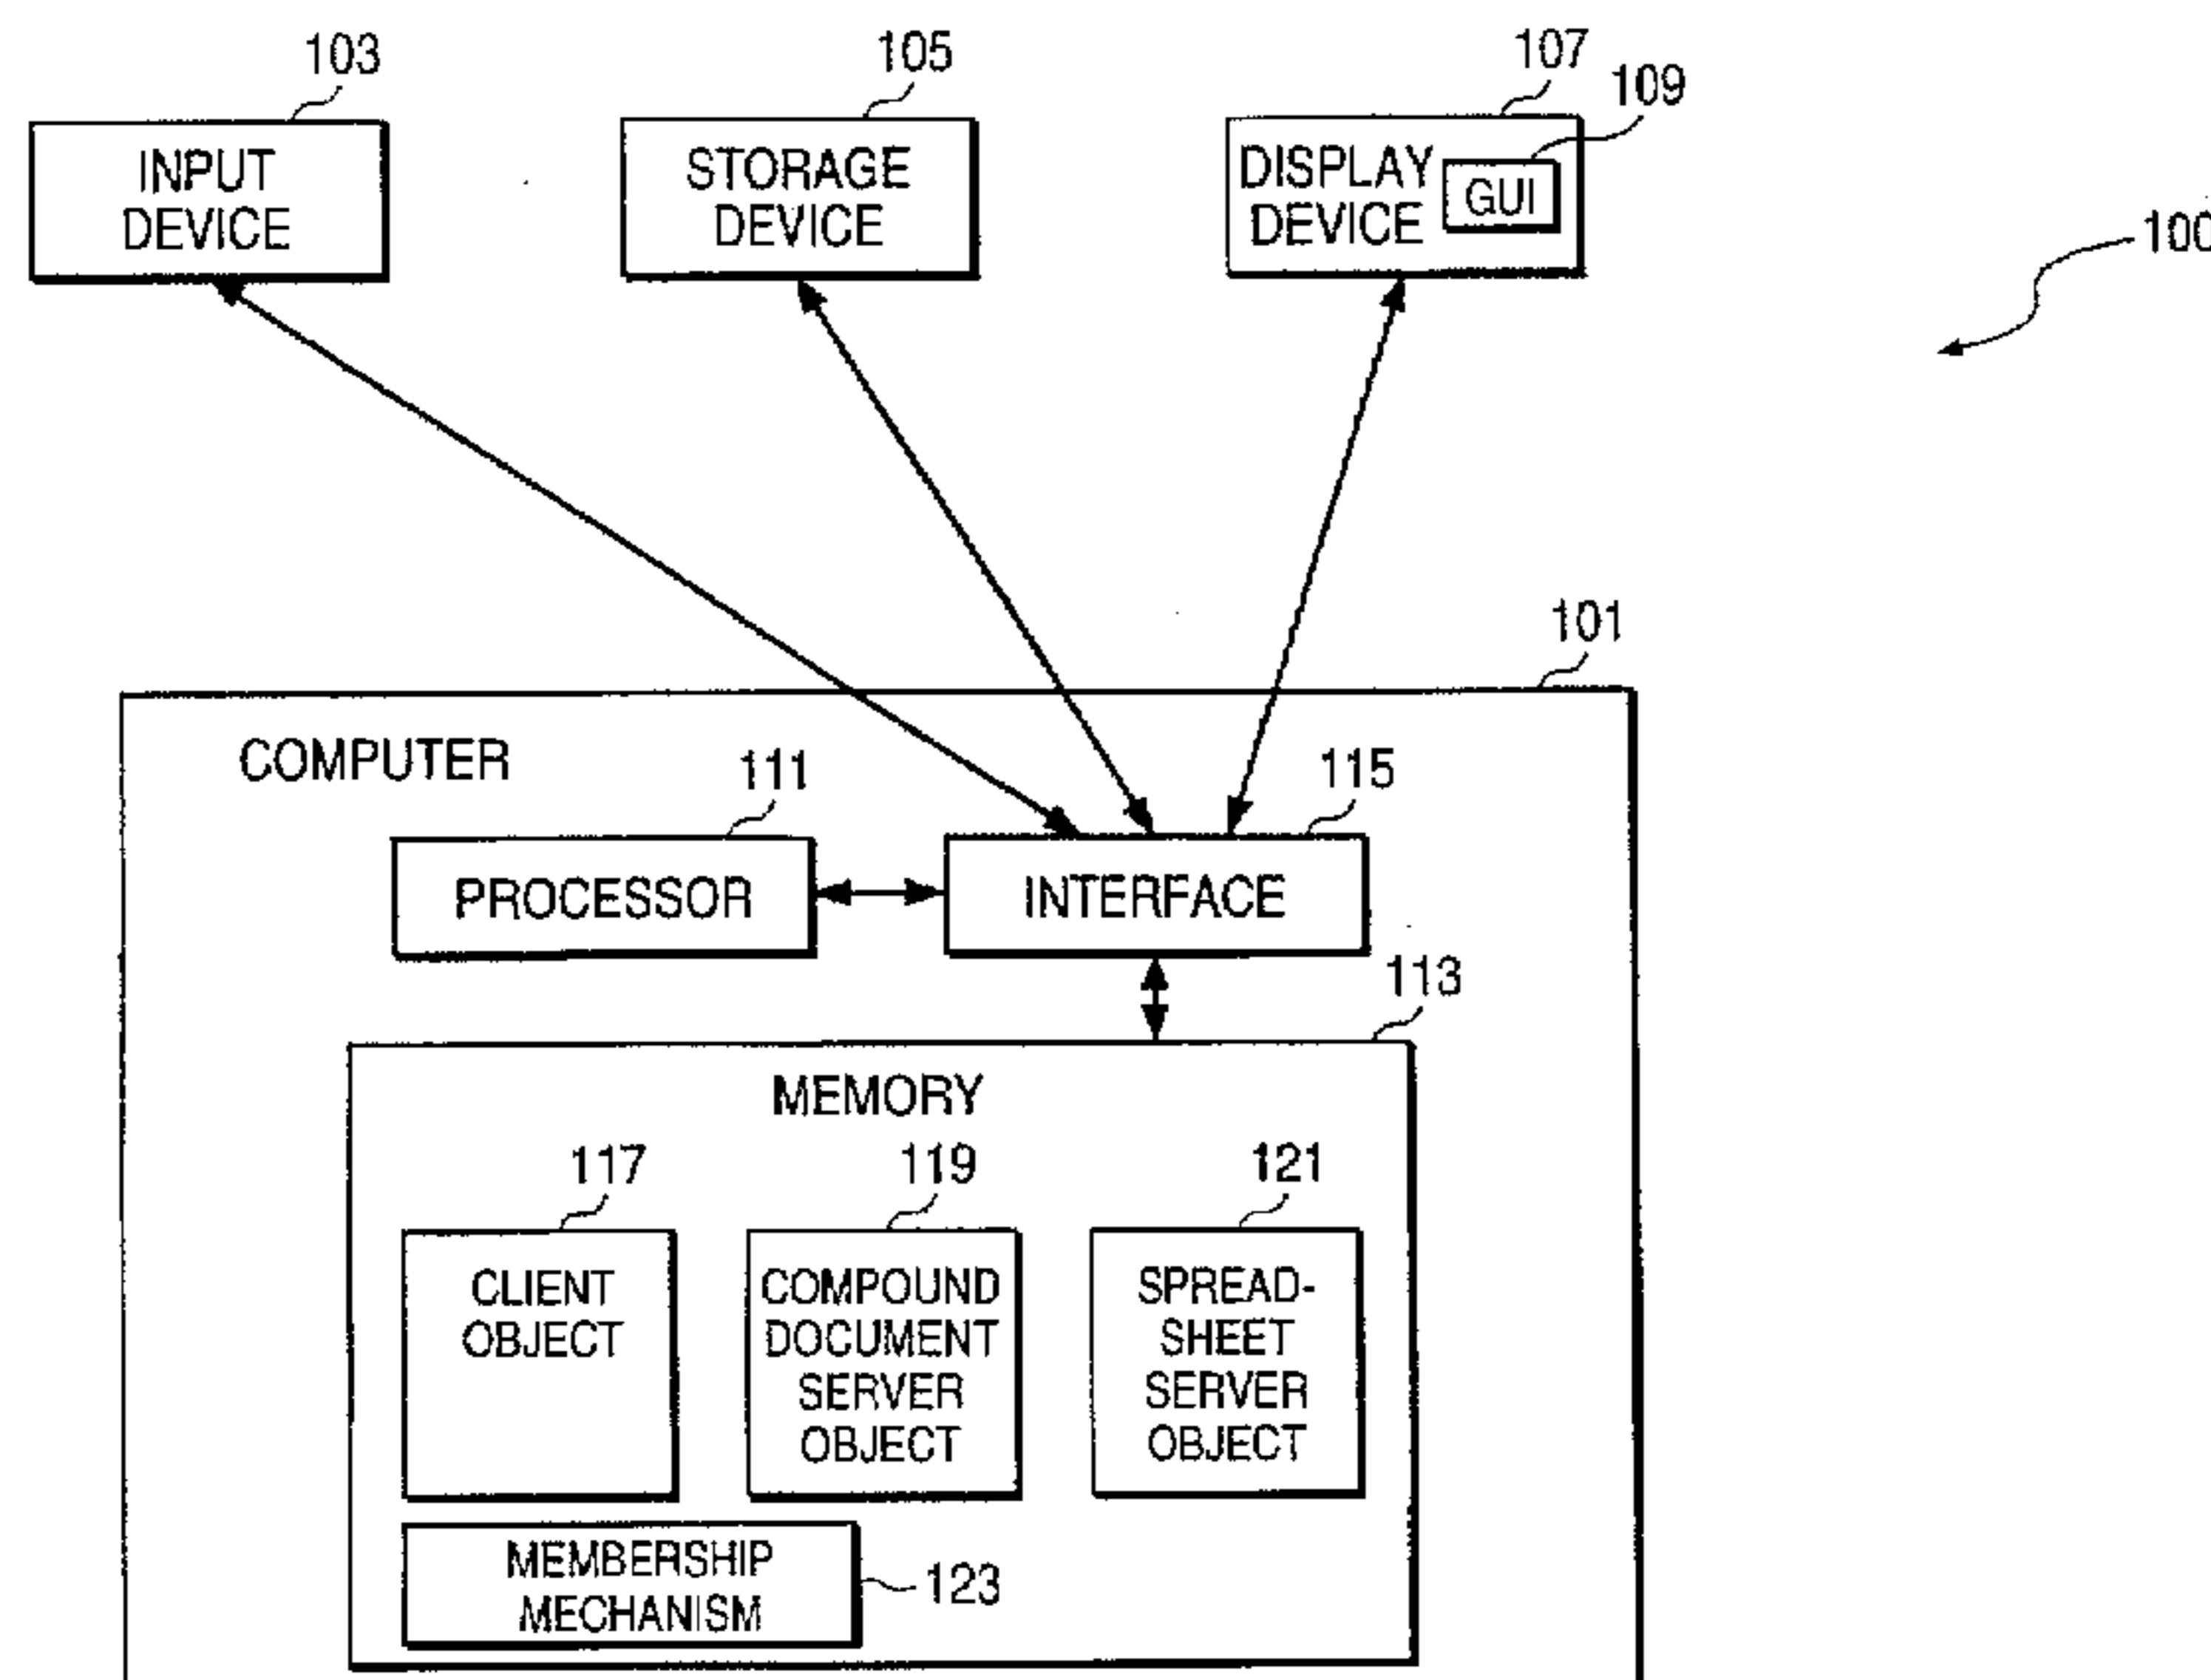 103
105
107
109
INPUT
DEVICE
STORAGE
DEVICE
DISPLAY
DEVICE
GUI
100
101
COMPUTER
111
115
PROCESSOR
INTERFACE
113
MEMORY
117
119
121
CLIENT
OBJECT
COMPOUND
DOCUMENT
SERVER
OBJECT
SPREAD-
SHEET
SERVER
OBJECT
MEMBERSHIP
MECHANISM
123